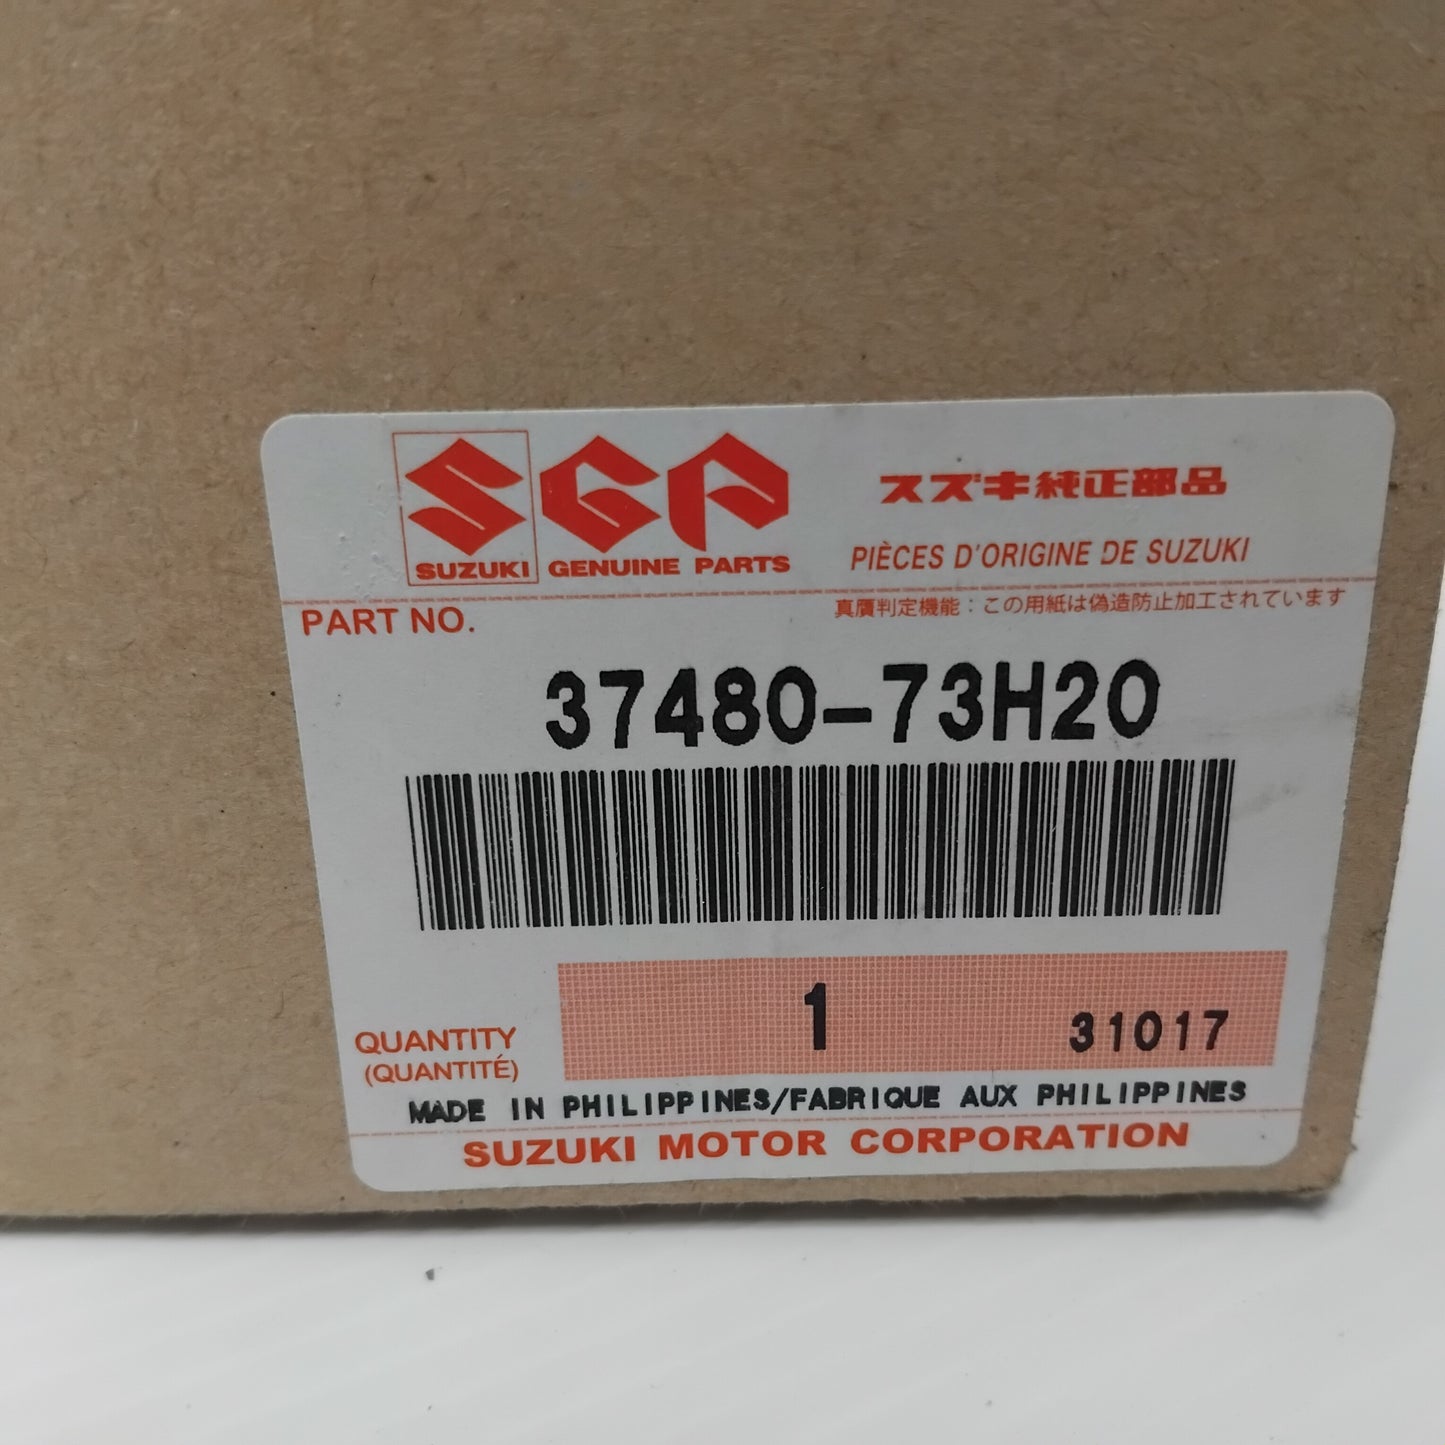 SGP
スズキ純正部品
SUZUKI GENUINE PARTS
PIÈCES D'ORIGINE DE SUZUKI
PART NO.
真贋判定機能：この用紙は偽造防止加工されています
37480-73H20
1
31017
QUANTITY
(QUANTITÉ)
MADE IN PHILIPPINES/FABRIQUE AUX PHILIPPINES
SUZUKI MOTOR CORPORATION